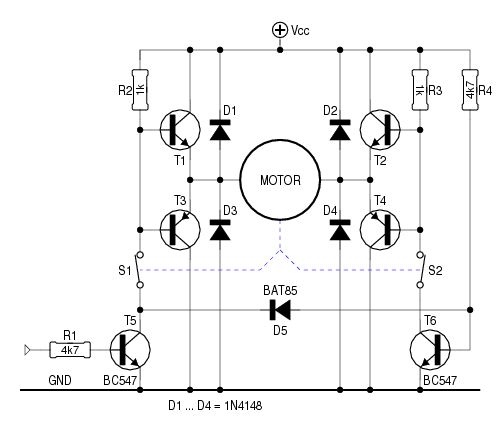 Vcc
R2
1k
1k
R3
4k7
R4
D1
D2
T1
T2
MOTOR
T3
D3
D4
T4
S1
S2
BAT85
D5
T5
T6
R1
4k7
GND
BC547
BC547
D1 ... D4 = 1N4148